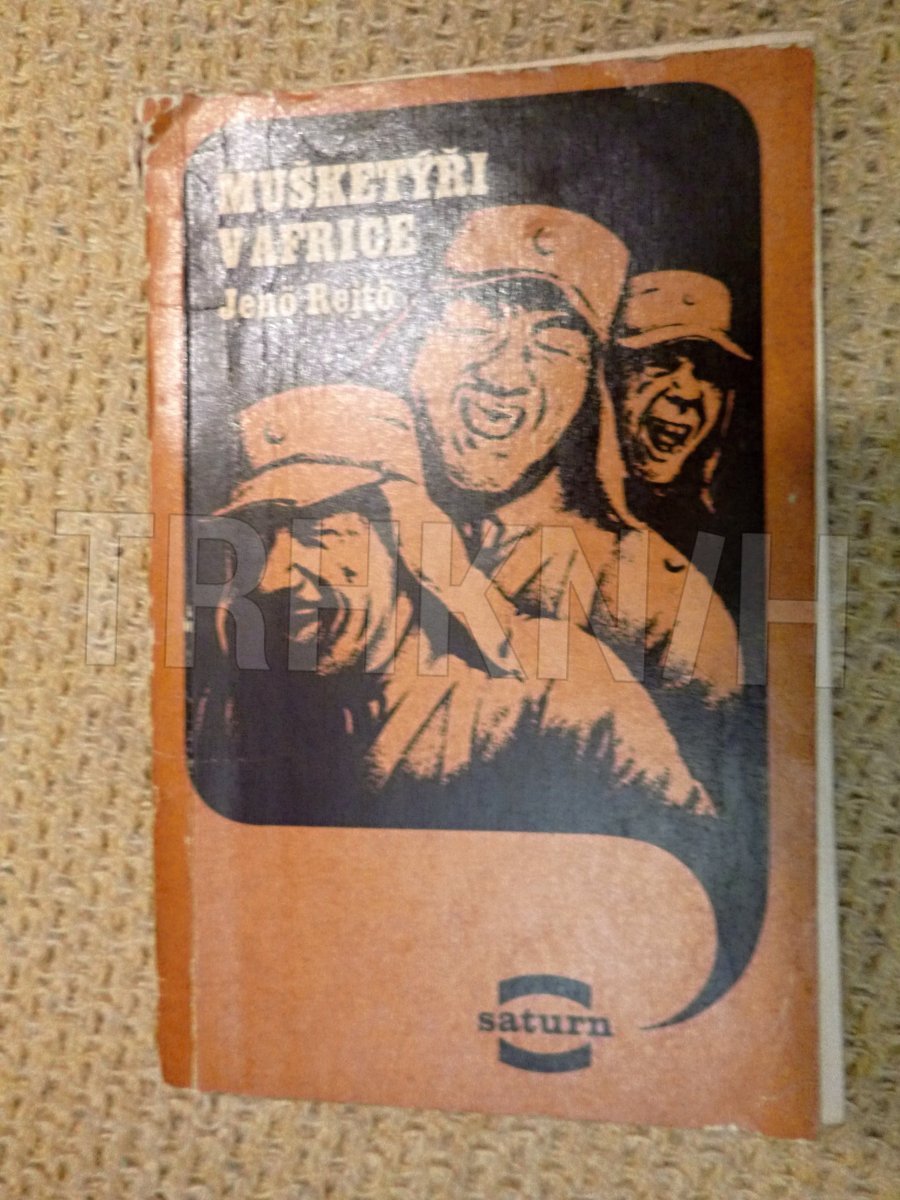 MUŠKETÝŘI
V AFRICE
Jenö Rejtö
saturn
TRHKNIH